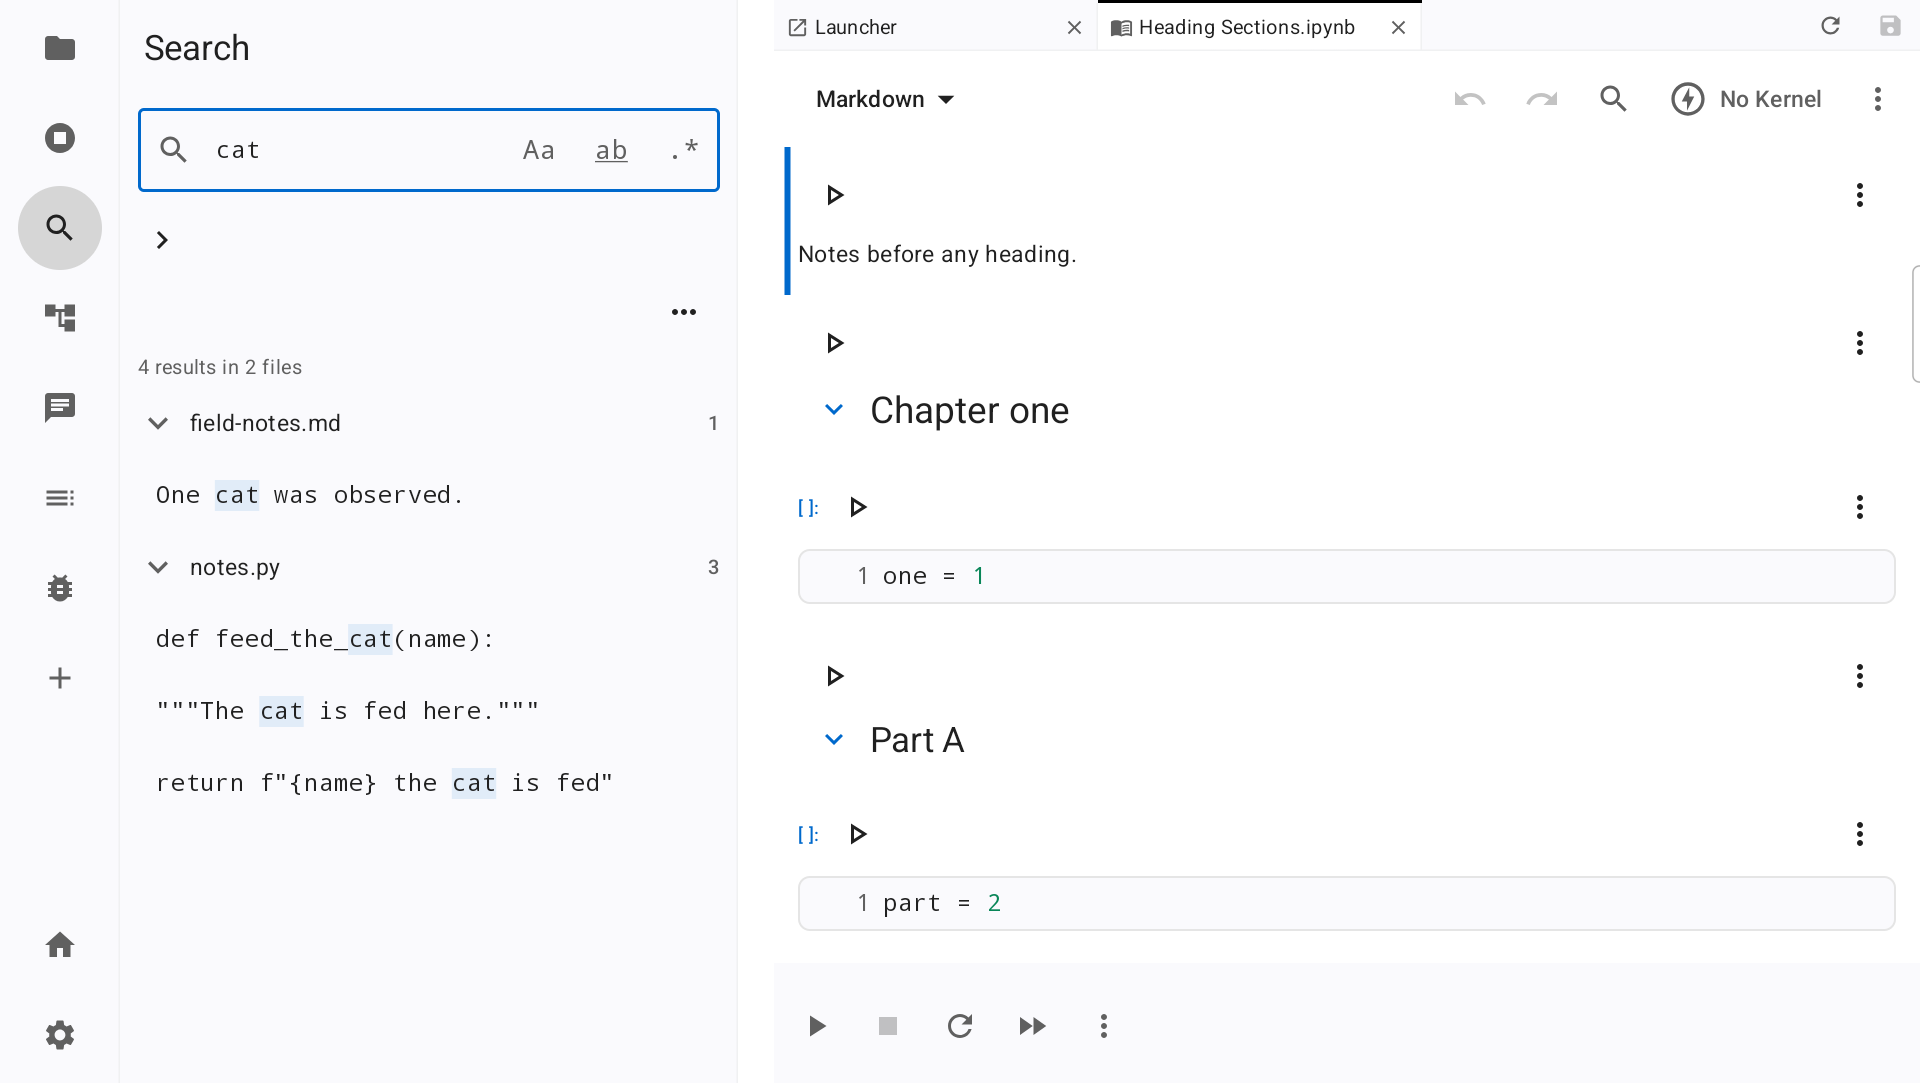 Search
cat Aa ab .*
4 results in 2 files
field-notes.md 1
One cat was observed.
notes.py 3
def feed_the_cat(name):
"""The cat is fed here."""
return f"{name} the cat is fed"
Launcher
Heading Sections.ipynb
Markdown
No Kernel
Notes before any heading.
Chapter one
[ ]:
1 one = 1
Part A
[ ]:
1 part = 2